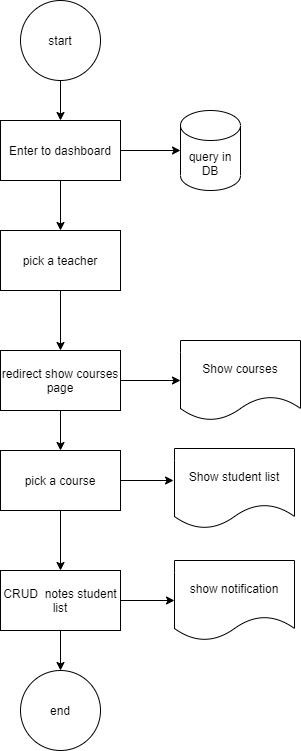 start
Enter to dashboard
query in
DB
pick a teacher
redirect show courses
page
Show courses
pick a course
Show student list
CRUD  notes student
list
show notification
end